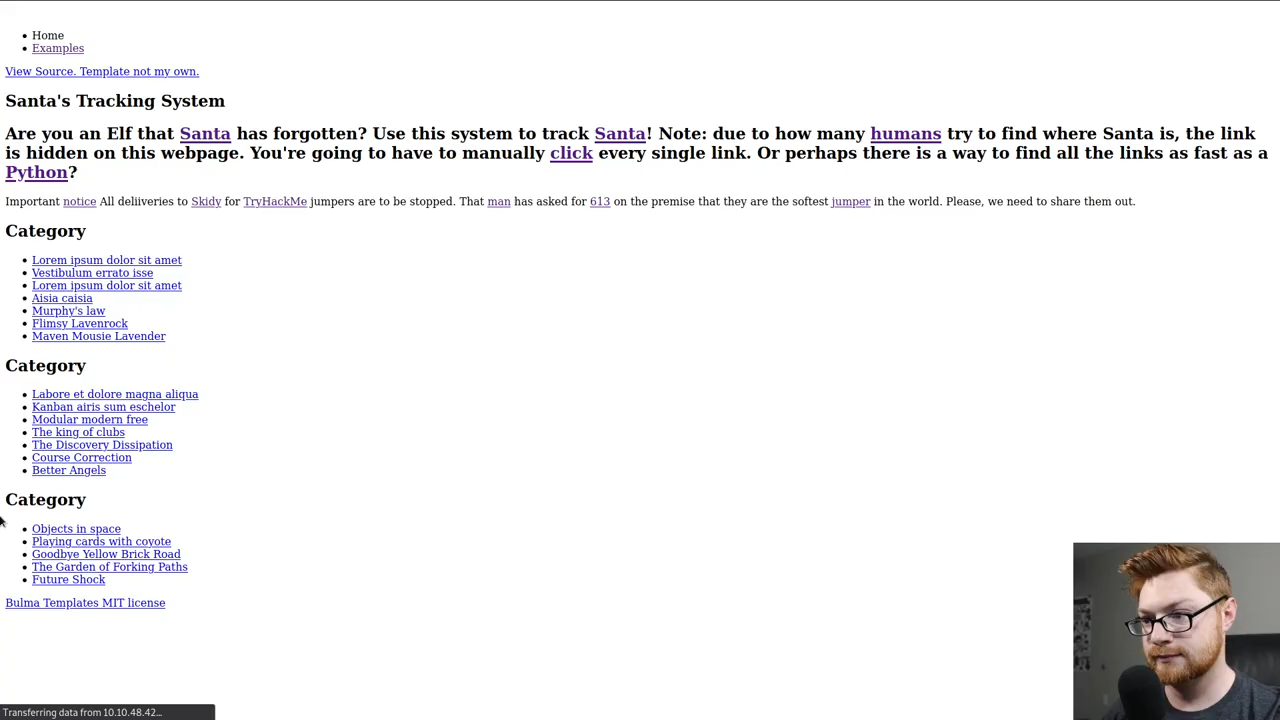 Home
Examples
View Source. Template not my own.
Santa's Tracking System
Are you an Elf that Santa has forgotten? Use this system to track Santa! Note: due to how many humans try to find where Santa is, the link
is hidden on this webpage. You're going to have to manually click every single link. Or perhaps there is a way to find all the links as fast as a
Python?
Important notice All deliiveries to Skidy for TryHackMe jumpers are to be stopped. That man has asked for 613 on the premise that they are the softest jumper in the world. Please, we need to share them out.
Category
Lorem ipsum dolor sit amet
Vestibulum errato isse
Lorem ipsum dolor sit amet
Aisia caisia
Murphy's law
Flimsy Lavenrock
Maven Mousie Lavender
Category
Labore et dolore magna aliqua
Kanban airis sum eschelor
Modular modern free
The king of clubs
The Discovery Dissipation
Course Correction
Better Angels
Category
Objects in space
Playing cards with coyote
Goodbye Yellow Brick Road
The Garden of Forking Paths
Future Shock
Bulma Templates MIT license
Transferring data from 10.10.48.42...